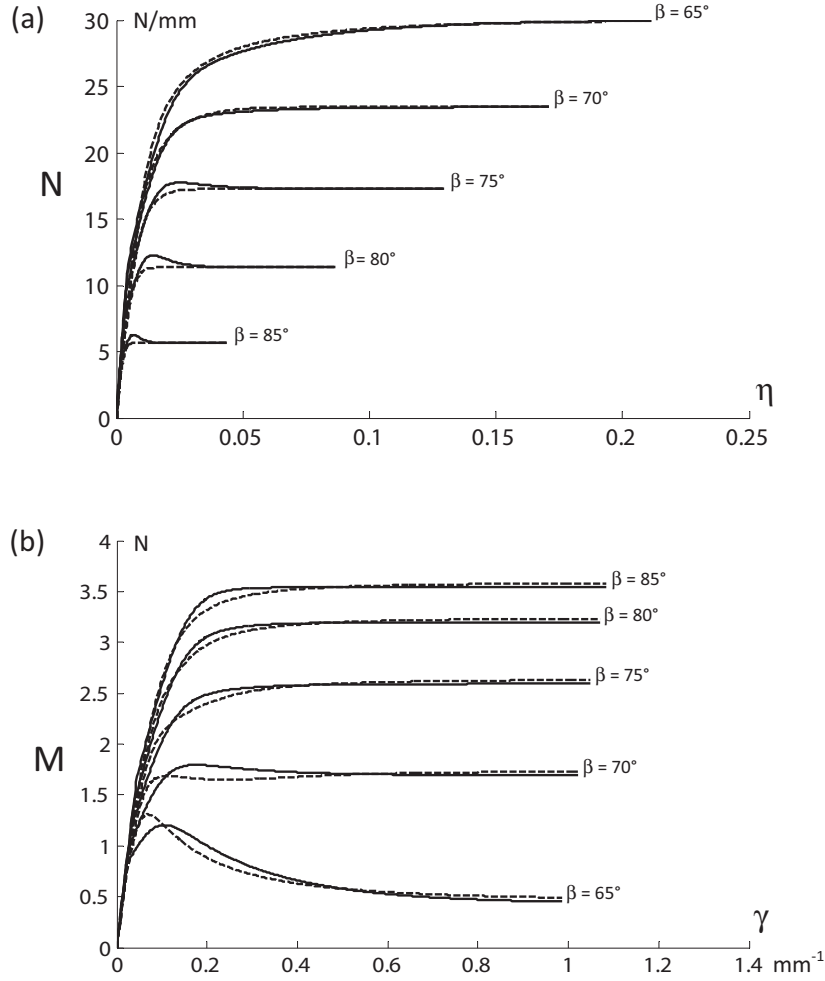 (a)
N/mm
30
25
20
15
10
5
0
N
β = 65°
β = 70°
β = 75°
β = 80°
β = 85°
η
0 0.05 0.1 0.15 0.2 0.25
(b)
N
4
3.5
3
2.5
2
1.5
1
0.5
0
M
β = 85°
β = 80°
β = 75°
β = 70°
β = 65°
γ
0 0.2 0.4 0.6 0.8 1 1.2 1.4 mm⁻¹